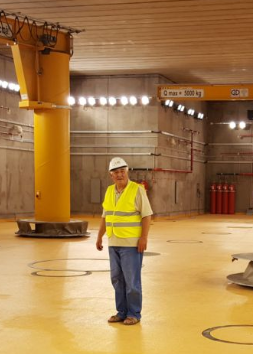 Q max = 5000 kg